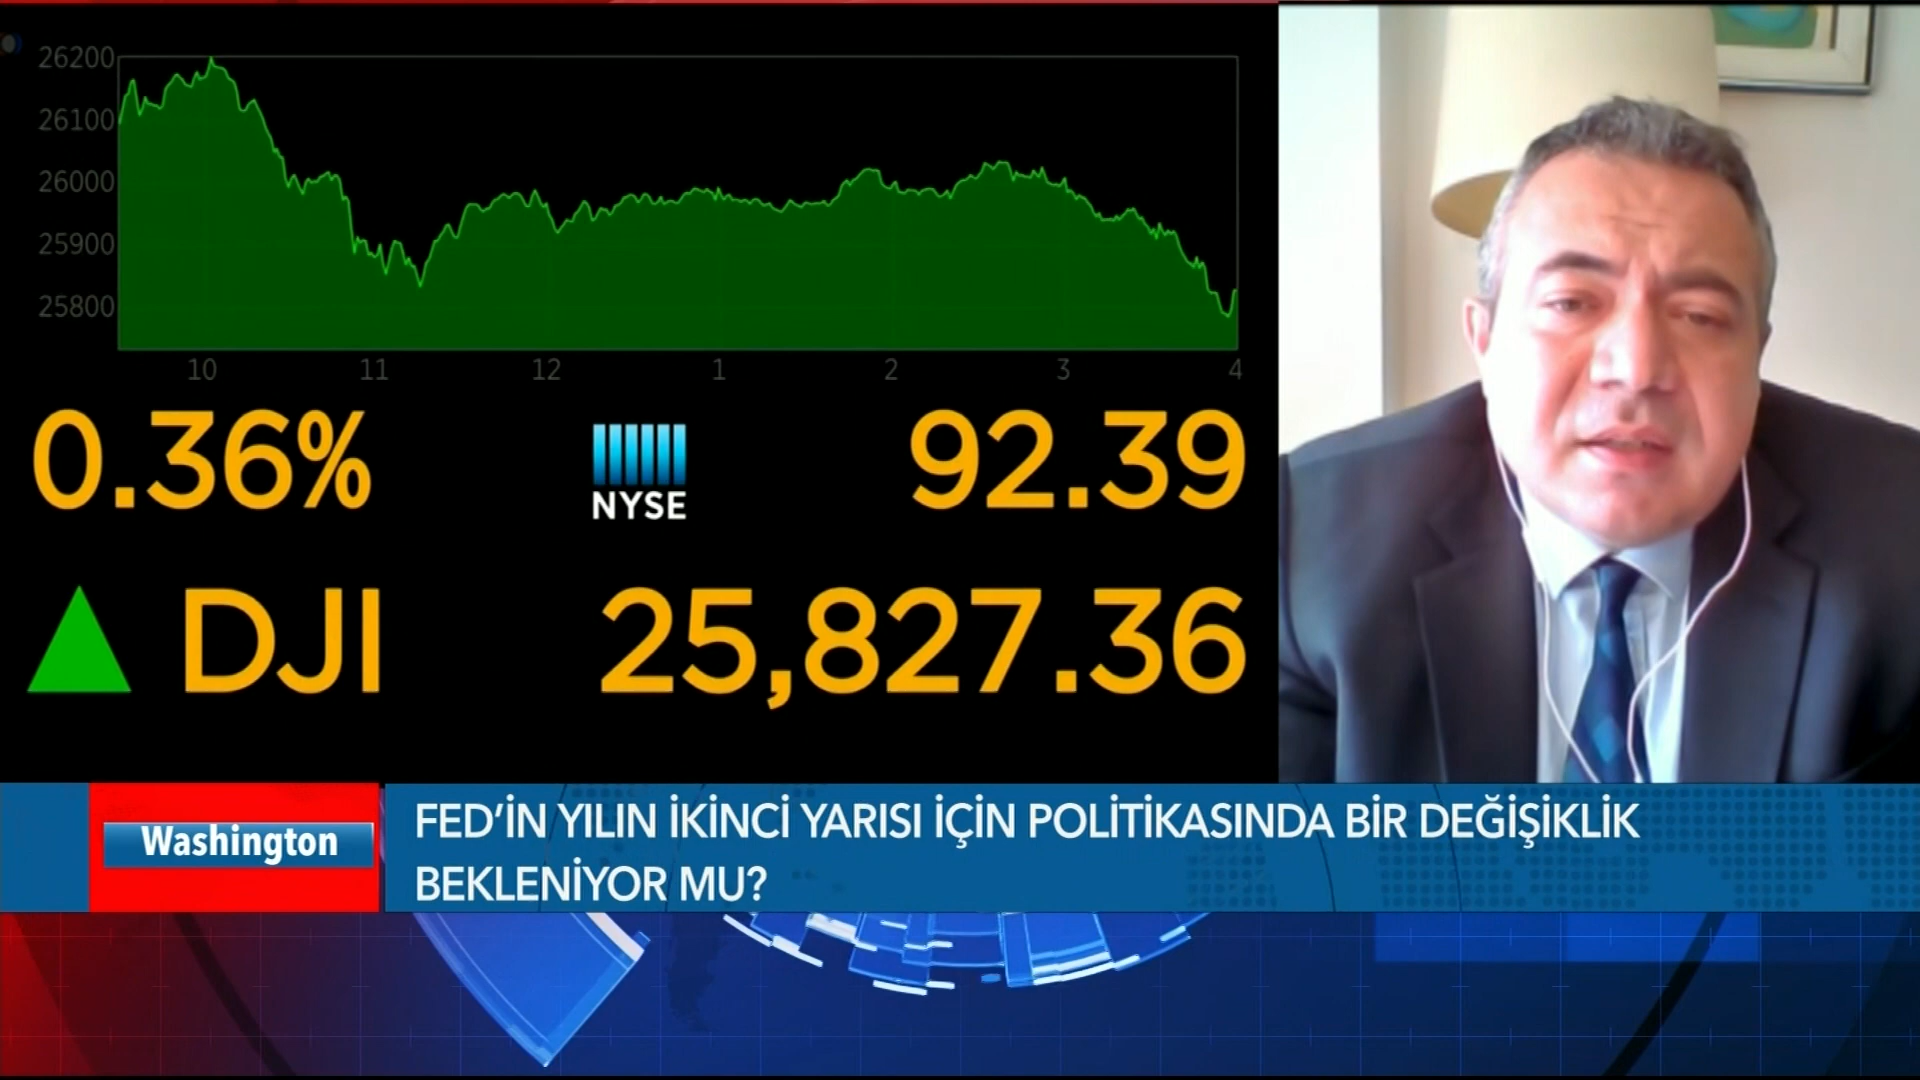 26200
26100
26000
25900
25800
10 11 12 1 2 3 4
0.36% NYSE 92.39
DJI 25,827.36
Washington
FED'İN YILIN İKİNCİ YARISI İÇİN POLİTİKASINDA BİR DEĞİŞİKLİK
BEKLENİYOR MU?